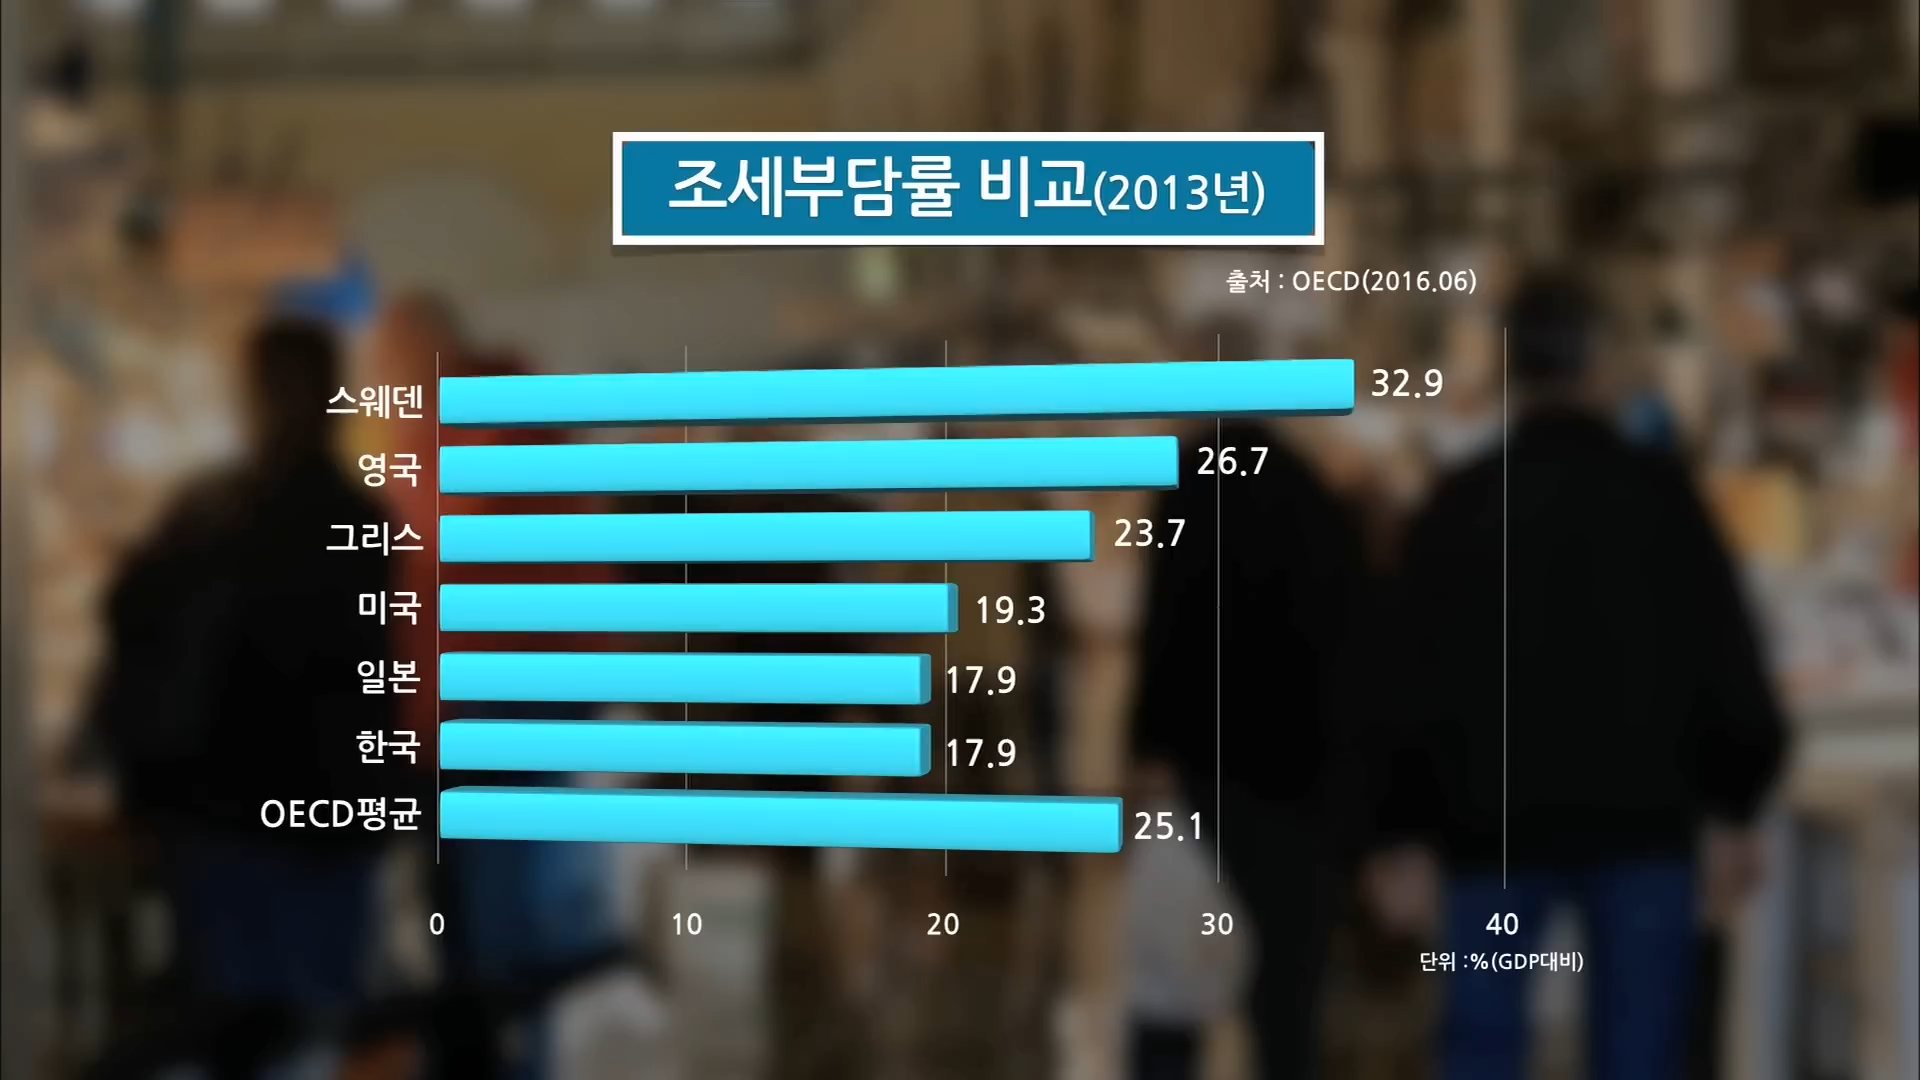 조세부담률 비교(2013년)
출처 : OECD(2016.06)
스웨덴 32.9
영국 26.7
그리스 23.7
미국 19.3
일본 17.9
한국 17.9
OECD평균 25.1
0 10 20 30 40
단위 :%(GDP대비)